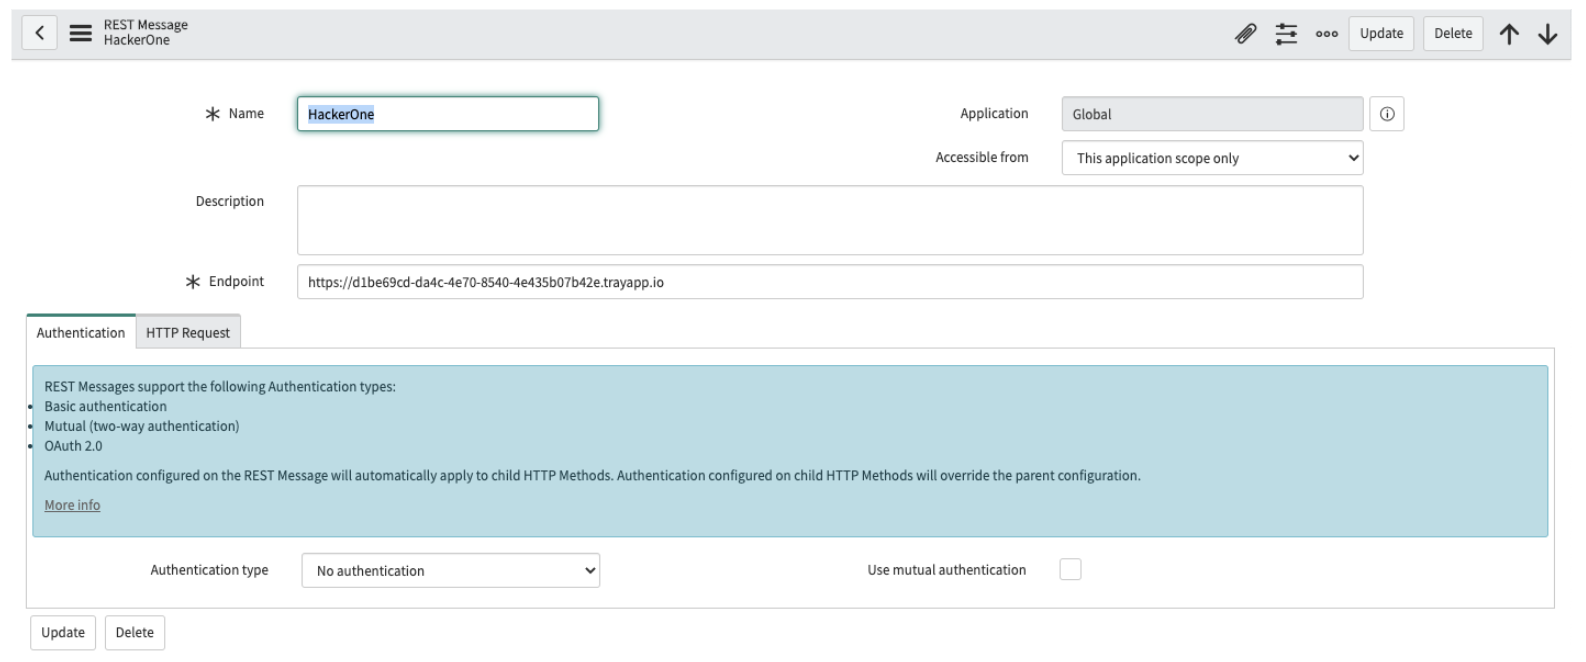 REST Message
HackerOne
Update
Delete
Name
HackerOne
Application
Global
Accessible from
This application scope only
Description
Endpoint
https://d1be69cd-da4c-4e70-8540-4e435b07b42e.trayapp.io
Authentication
HTTP Request
REST Messages support the following Authentication types:
Basic authentication
Mutual (two-way authentication)
OAuth 2.0
Authentication configured on the REST Message will automatically apply to child HTTP Methods. Authentication configured on child HTTP Methods will override the parent configuration.
More info
Authentication type
No authentication
Use mutual authentication
Update
Delete